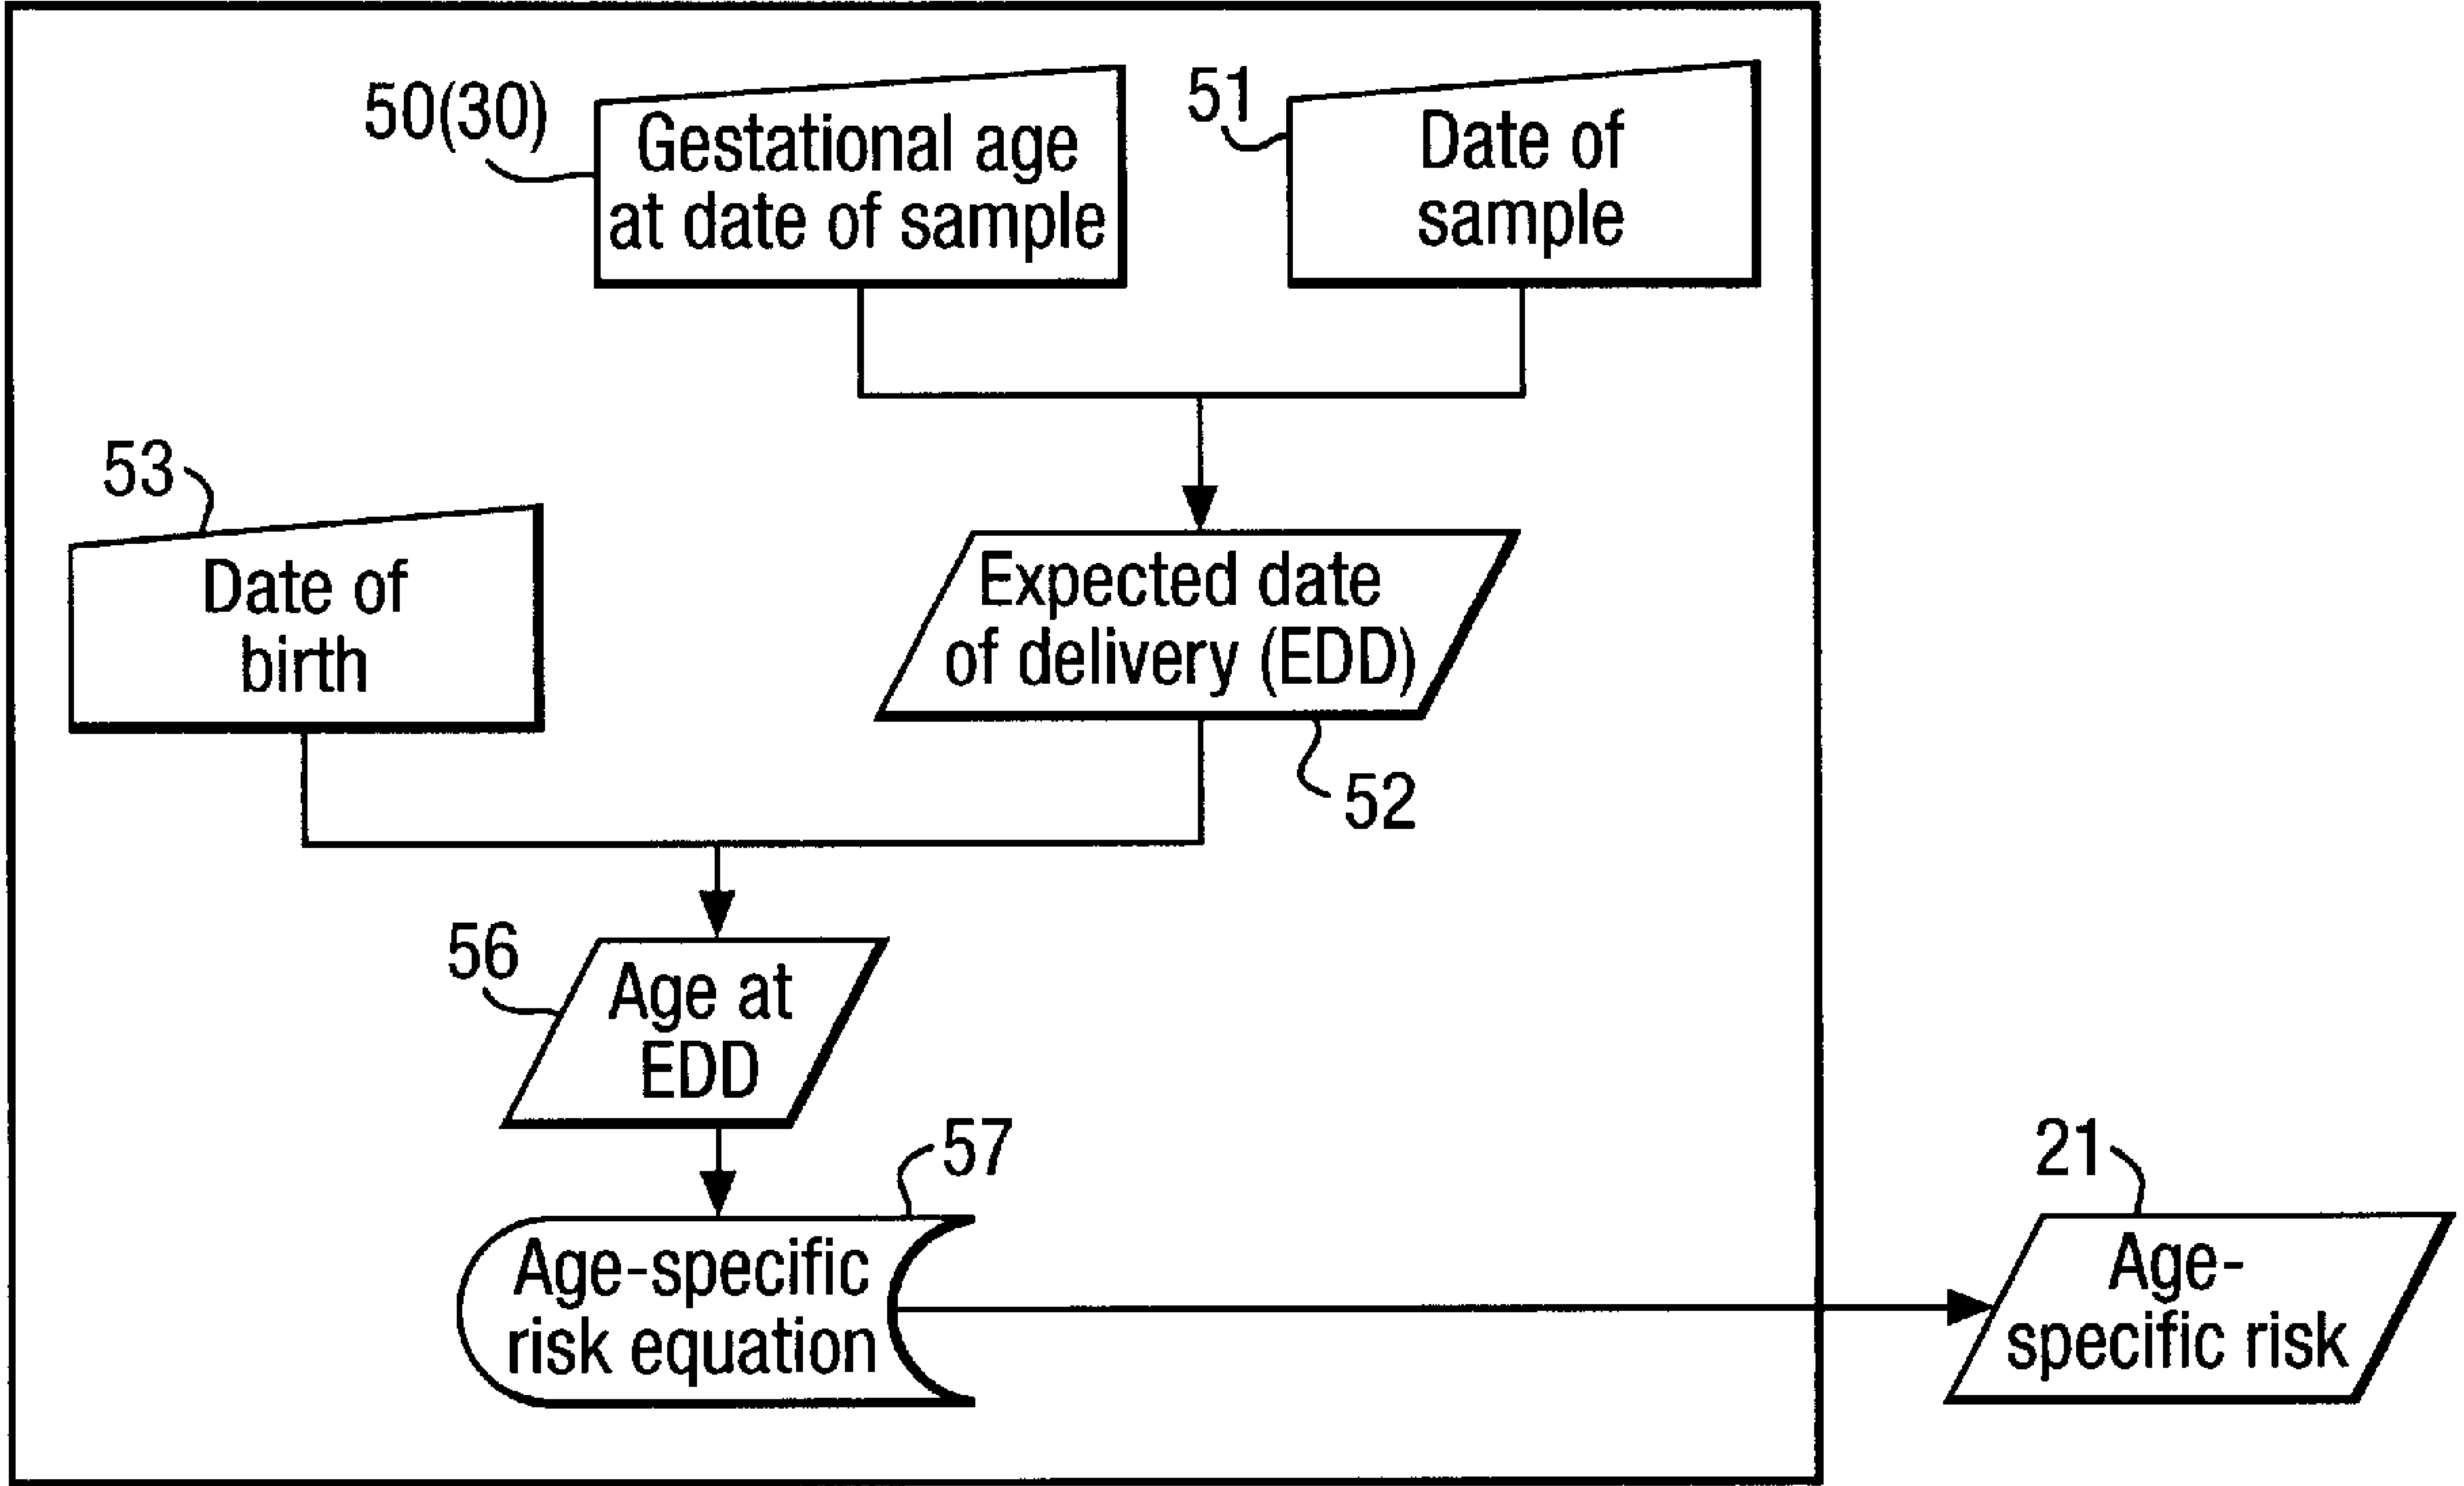 50(30)
Gestational age
at date of sample
51
Date of
sample
53
Date of
birth
Expected date
of delivery (EDD)
52
56
Age at
EDD
57
Age-specific
risk equation
21
Age-
specific risk